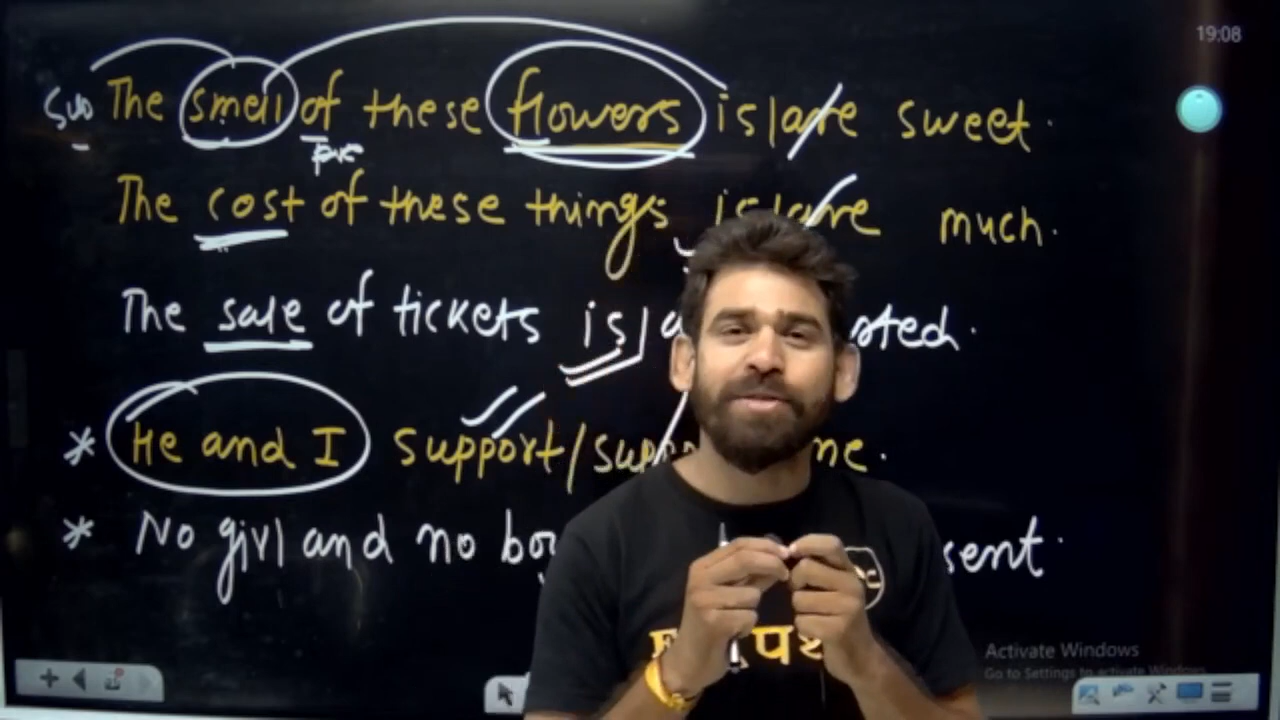 19:08
Sub The smell of these flowers is/are sweet.
The cost of these things is/are much.
The sale of tickets is/
He and I support/ me.
No girl and no sent.
Activate Windows
Go to Settings to activate Windows.